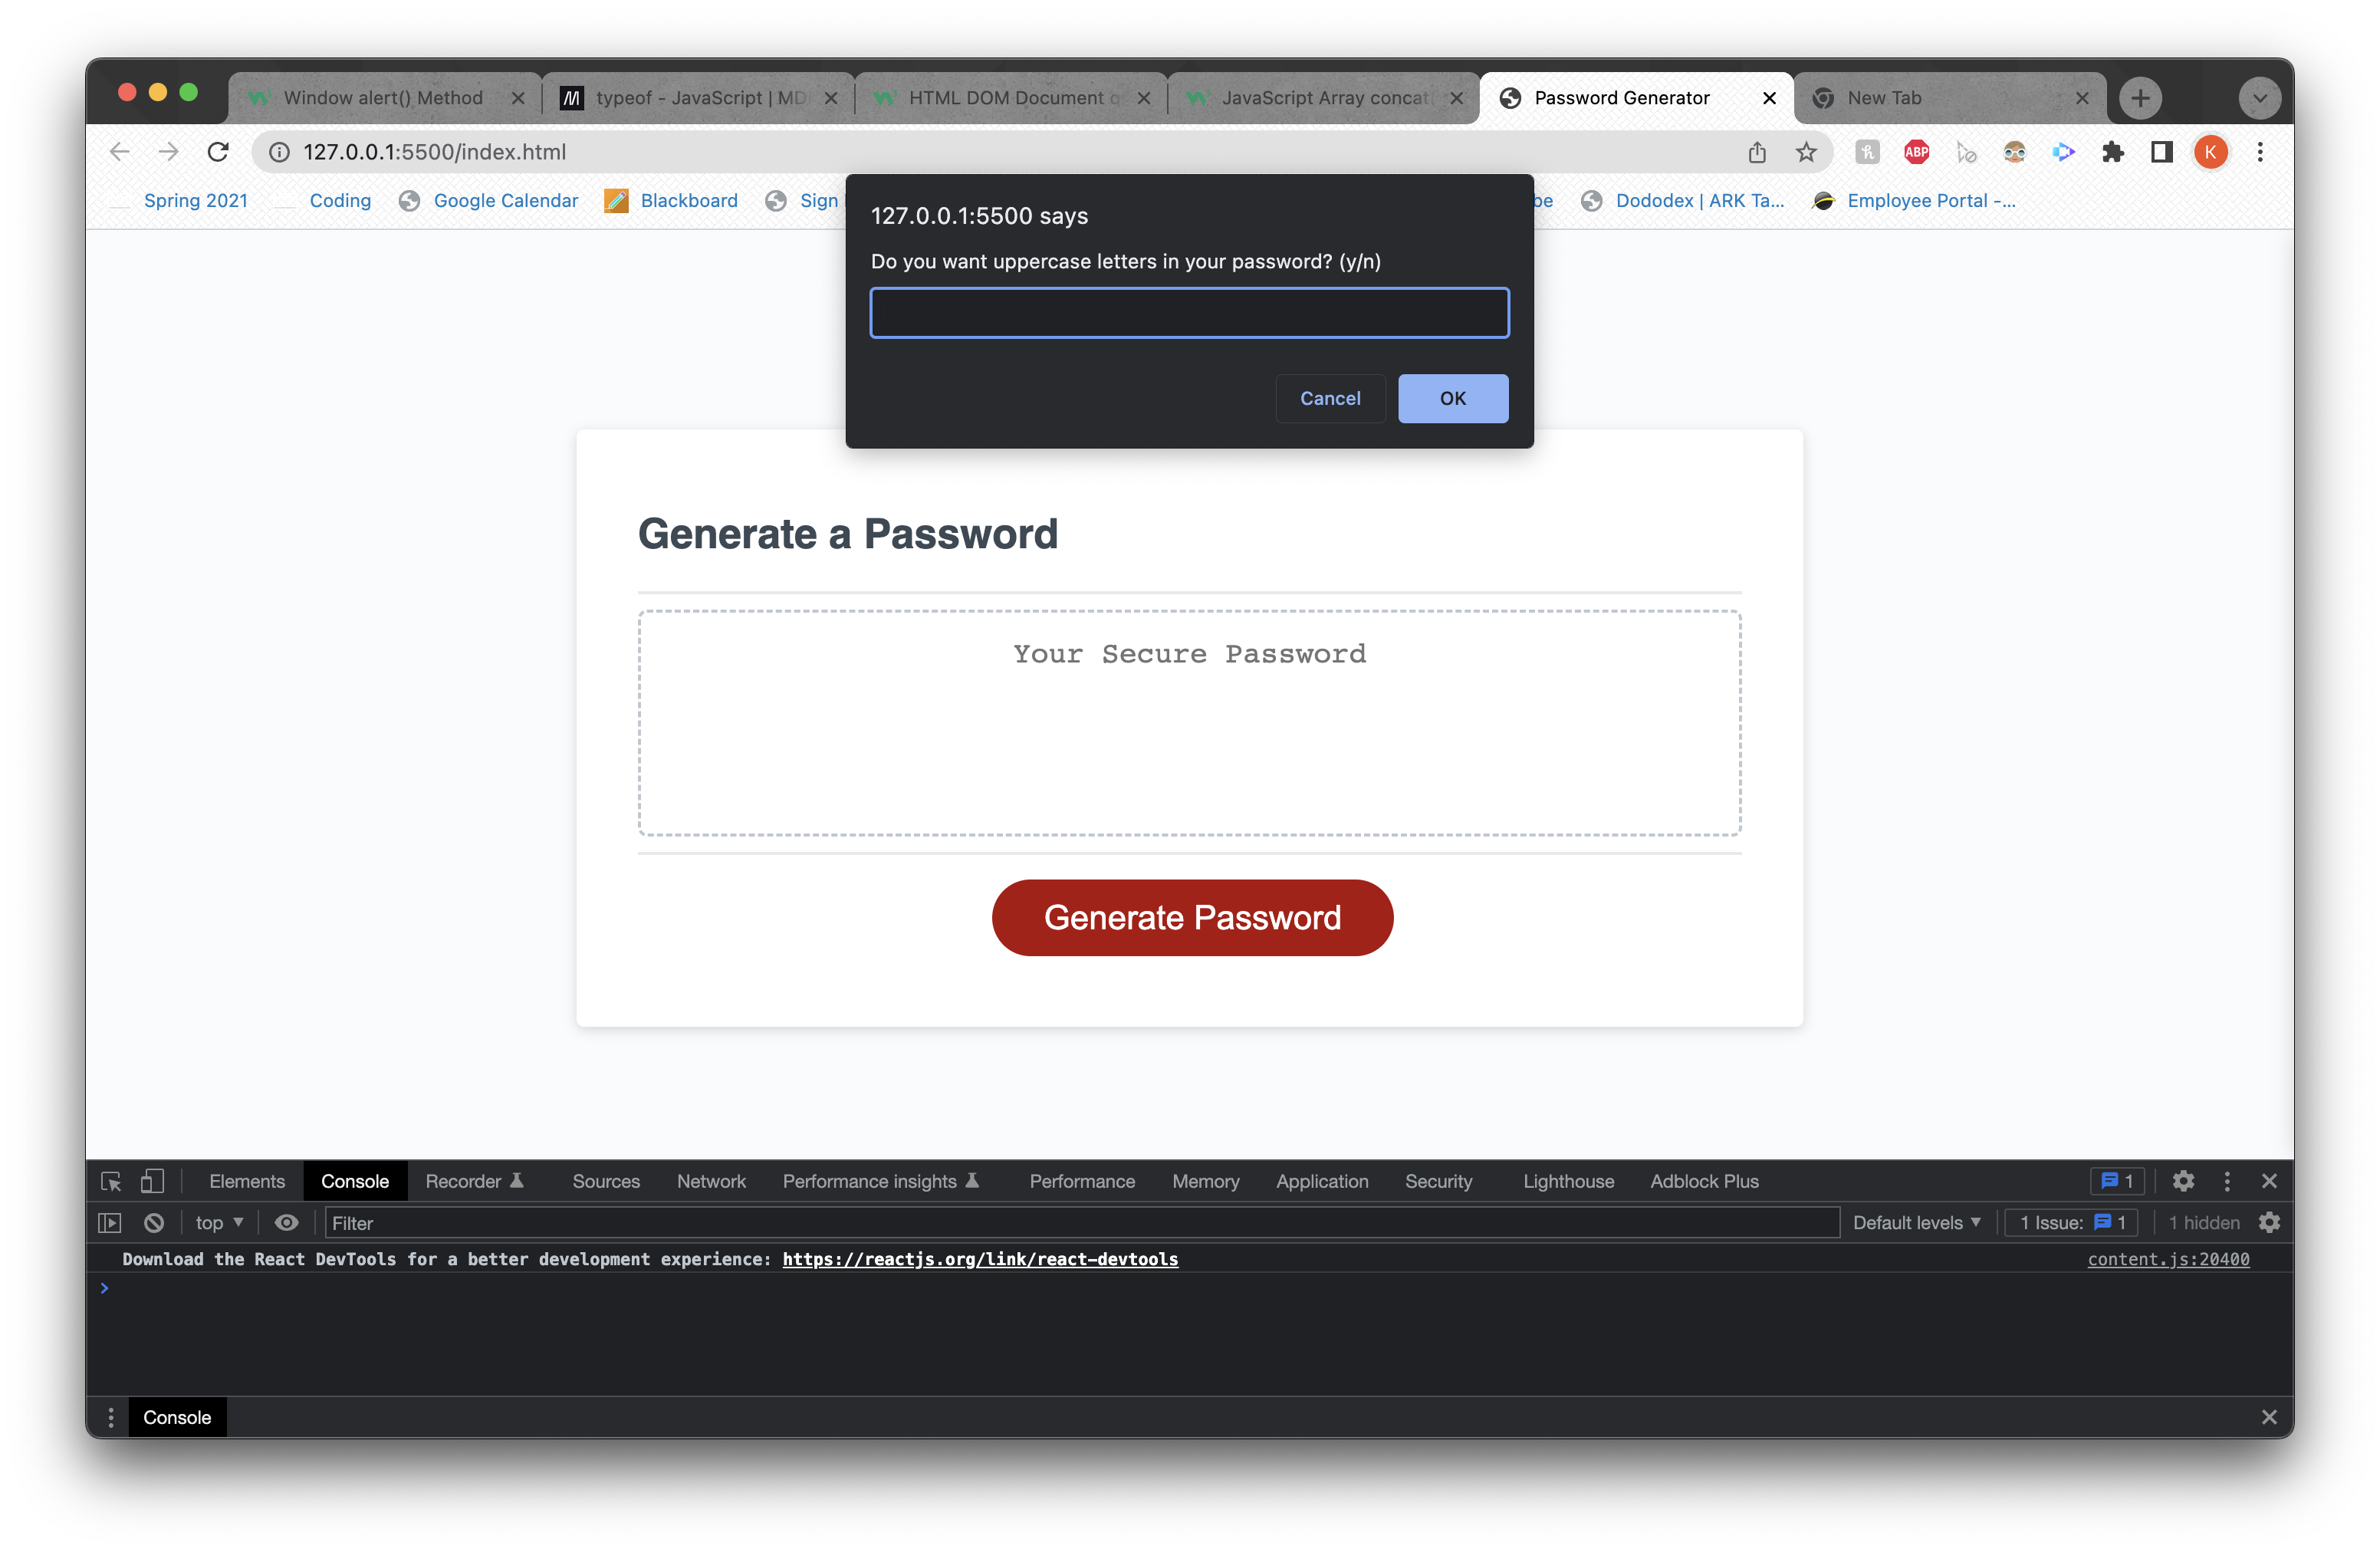 Window alert() Method
typeof - JavaScript | MD
HTML DOM Document q
JavaScript Array concat(
Password Generator
New Tab
127.0.0.1:5500/index.html
ABP
K
Spring 2021
Coding
Google Calendar
Blackboard
Sign
be
Dododex | ARK Ta...
Employee Portal -...
127.0.0.1:5500 says
Do you want uppercase letters in your password? (y/n)
Cancel
OK
Generate a Password
Your Secure Password
Generate Password
Elements
Console
Recorder
Sources
Network
Performance insights
Performance
Memory
Application
Security
Lighthouse
Adblock Plus
1
top
Filter
Default levels
1 Issue: 1
1 hidden
Download the React DevTools for a better development experience: https://reactjs.org/link/react-devtools
content.js:20400
Console